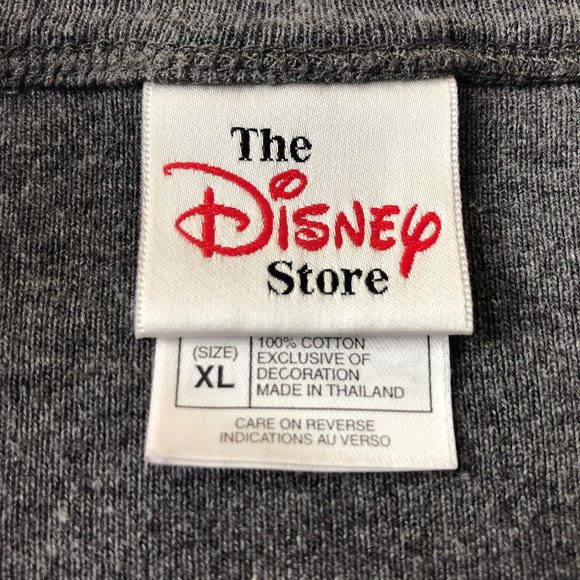 The
Disney
Store
(SIZE)
XL
100% COTTON
EXCLUSIVE OF
DECORATION
MADE IN THAILAND
CARE ON REVERSE
INDICATIONS AU VERSO